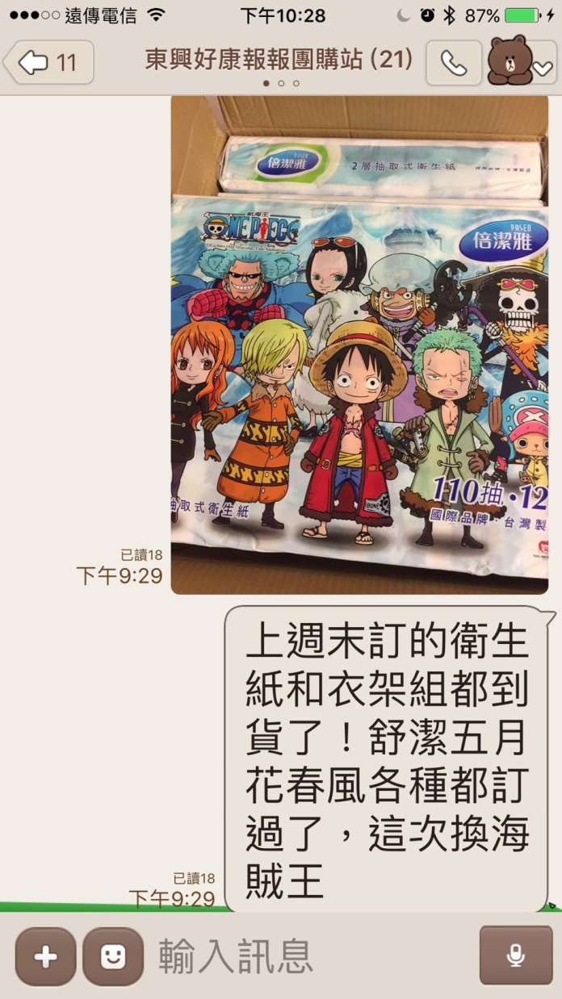 遠傳電信
下午10:28
87%
11
東興好康報報團購站 (21)
PASEO
倍潔雅
2層抽取式衛生紙
航海王
ONE PIECE
PASEO
倍潔雅
BONE
110抽·12
抽取式衛生紙
國際品牌·台灣製
已讀18
下午9:29
上週末訂的衛生
紙和衣架組都到
貨了！舒潔五月
花春風各種都訂
過了，這次換海
賊王
已讀18
下午9:29
輸入訊息